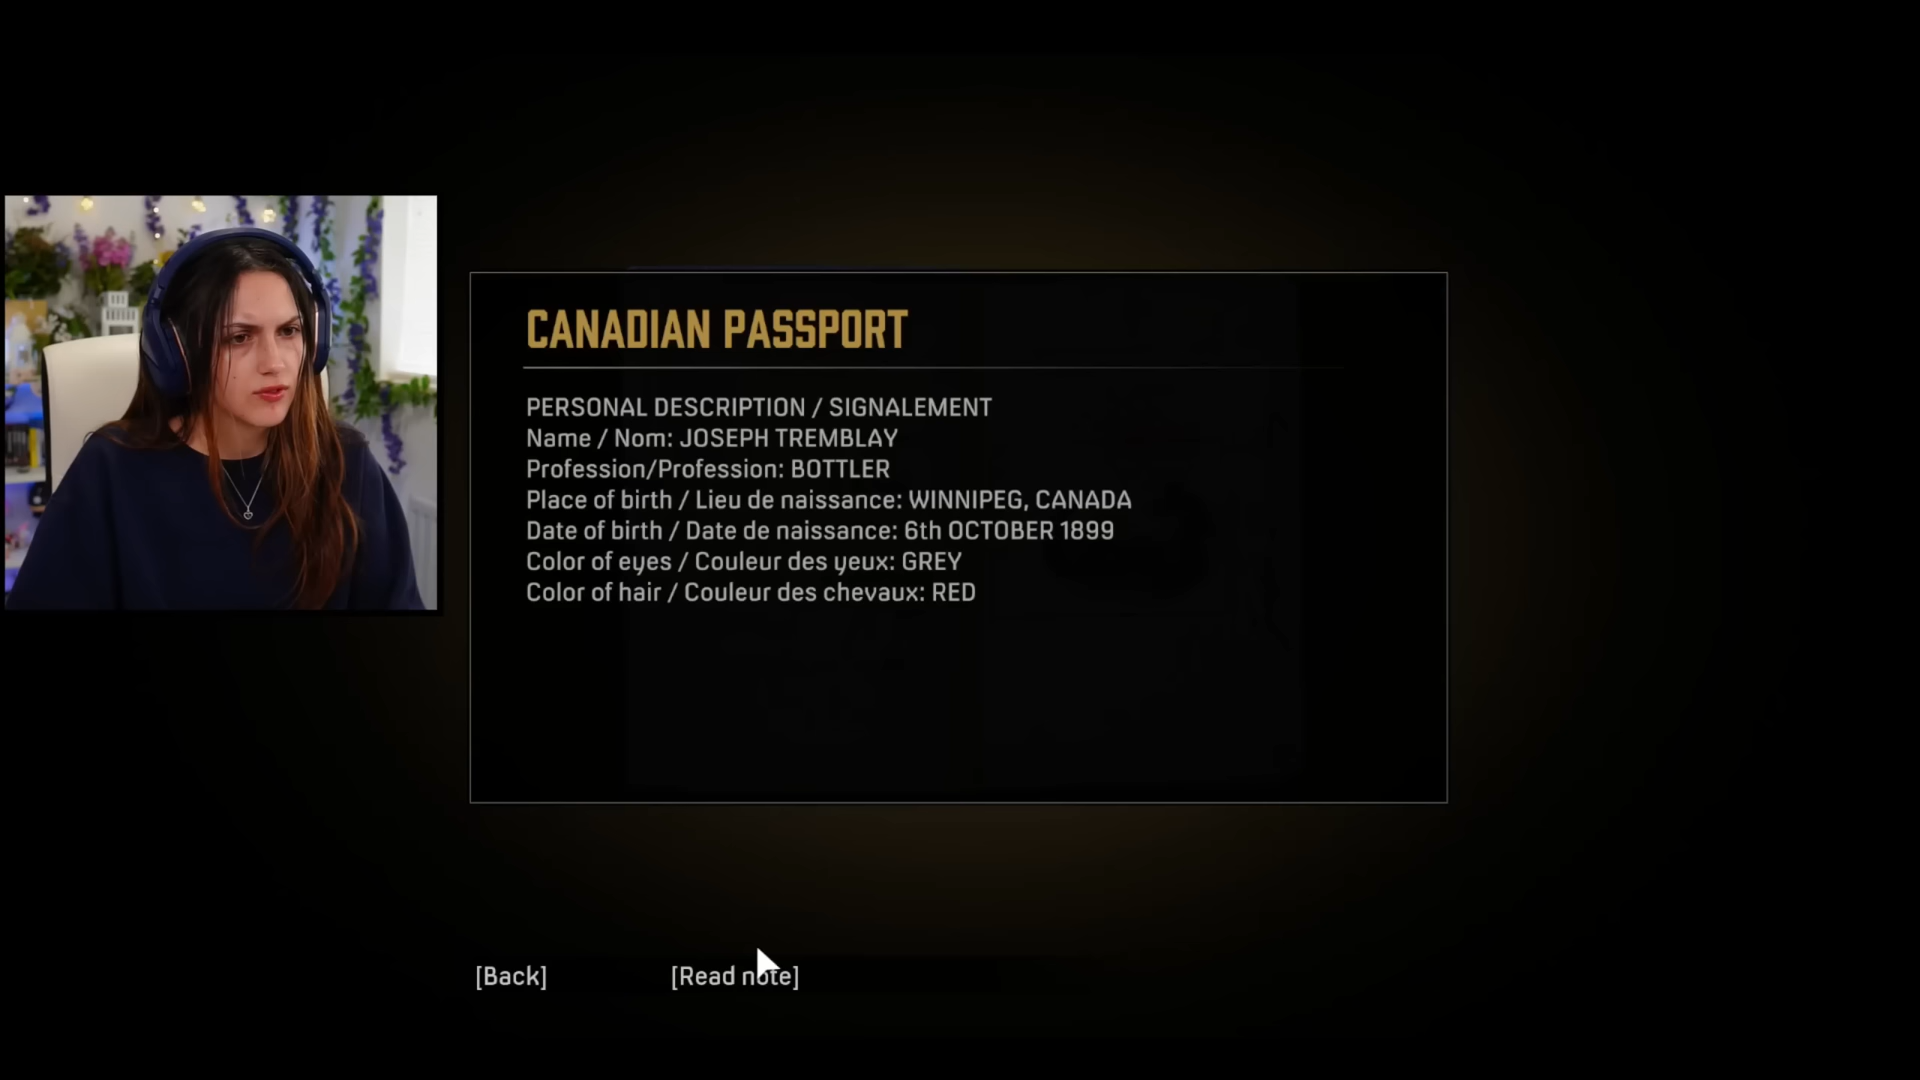 CANADIAN PASSPORT
PERSONAL DESCRIPTION / SIGNALEMENT
Name / Nom: JOSEPH TREMBLAY
Profession/Profession: BOTTLER
Place of birth / Lieu de naissance: WINNIPEG, CANADA
Date of birth / Date de naissance: 6th OCTOBER 1899
Color of eyes / Couleur des yeux: GREY
Color of hair / Couleur des chevaux: RED
[Back] [Read note]